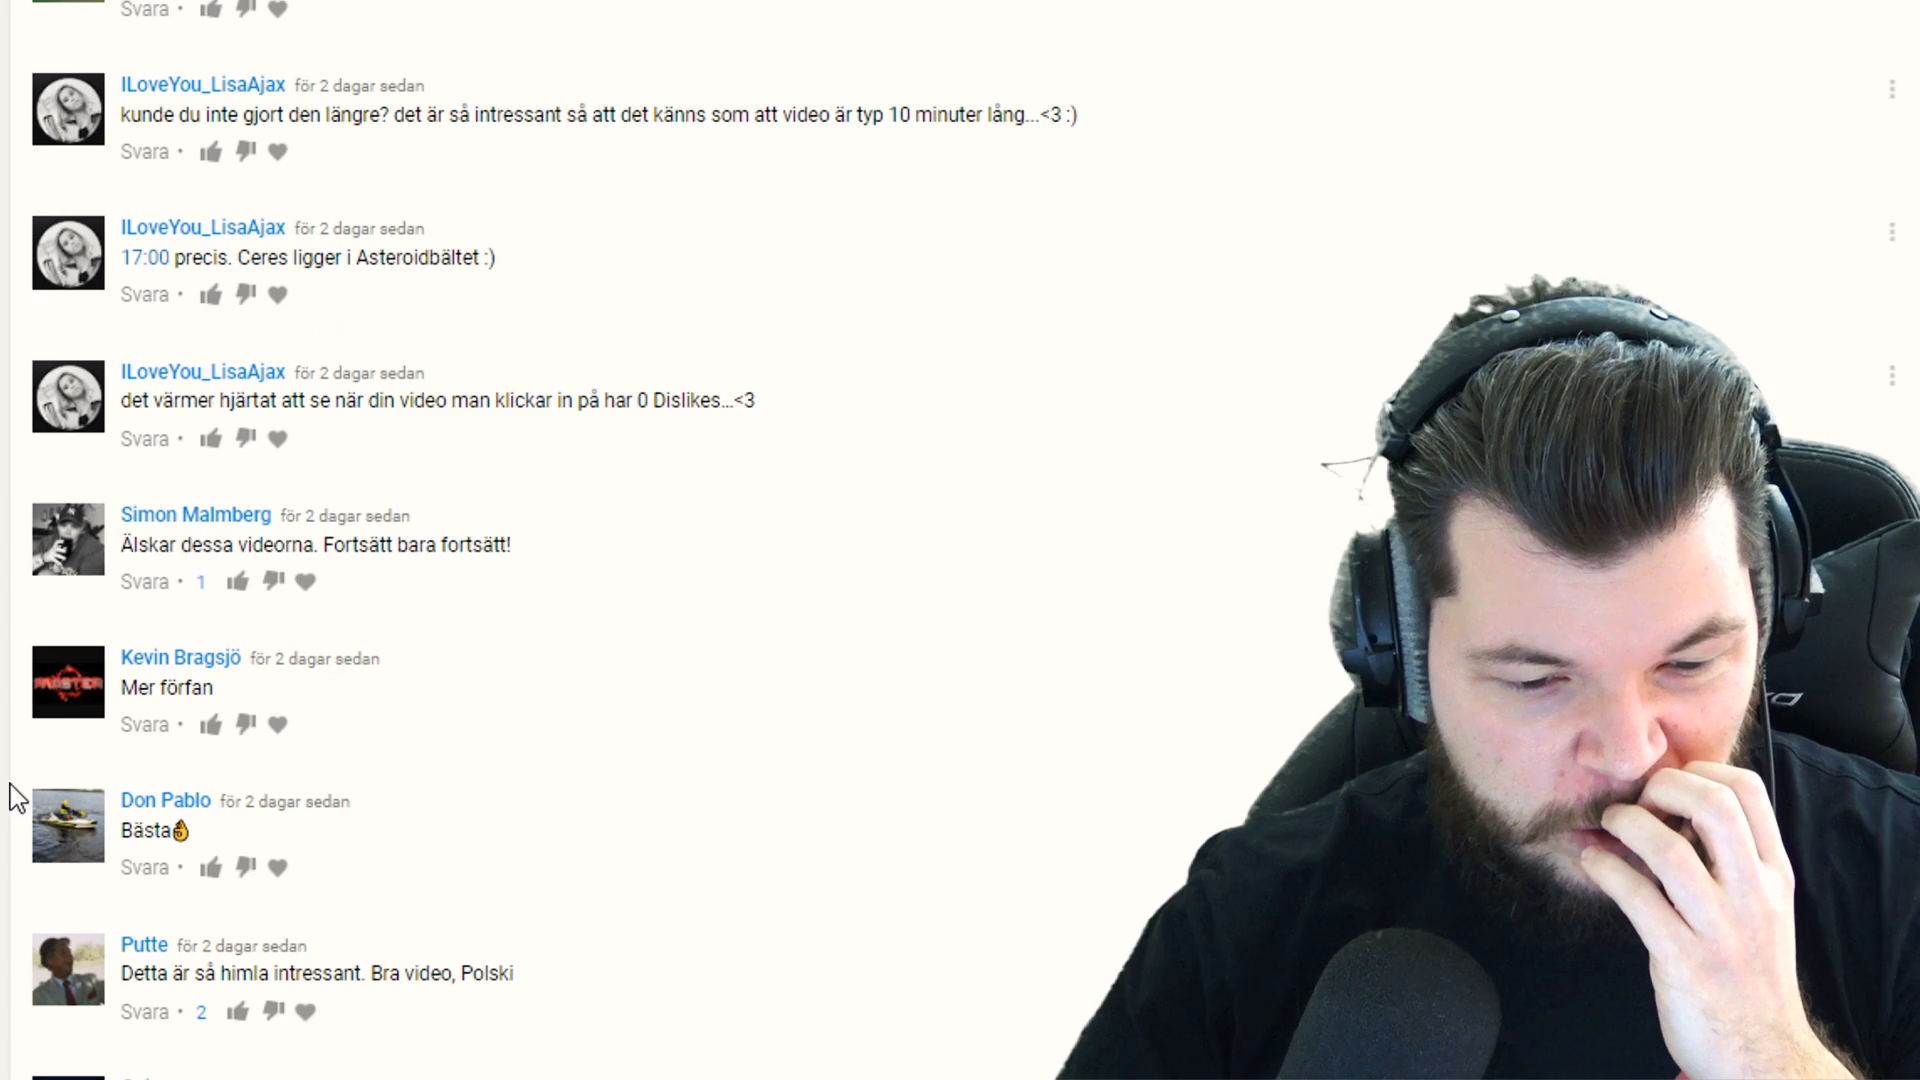 Svara •
ILoveYou_LisaAjax för 2 dagar sedan
kunde du inte gjort den längre? det är så intressant så att det känns som att video är typ 10 minuter lång...<3 :)
Svara •
ILoveYou_LisaAjax för 2 dagar sedan
17:00 precis. Ceres ligger i Asteroidbältet :)
Svara •
ILoveYou_LisaAjax för 2 dagar sedan
det värmer hjärtat att se när din video man klickar in på har 0 Dislikes...<3
Svara •
Simon Malmberg för 2 dagar sedan
Älskar dessa videorna. Fortsätt bara fortsätt!
Svara • 1
Kevin Bragsjö för 2 dagar sedan
Mer förfan
Svara •
Don Pablo för 2 dagar sedan
Bästa👌
Svara •
Putte för 2 dagar sedan
Detta är så himla intressant. Bra video, Polski
Svara • 2